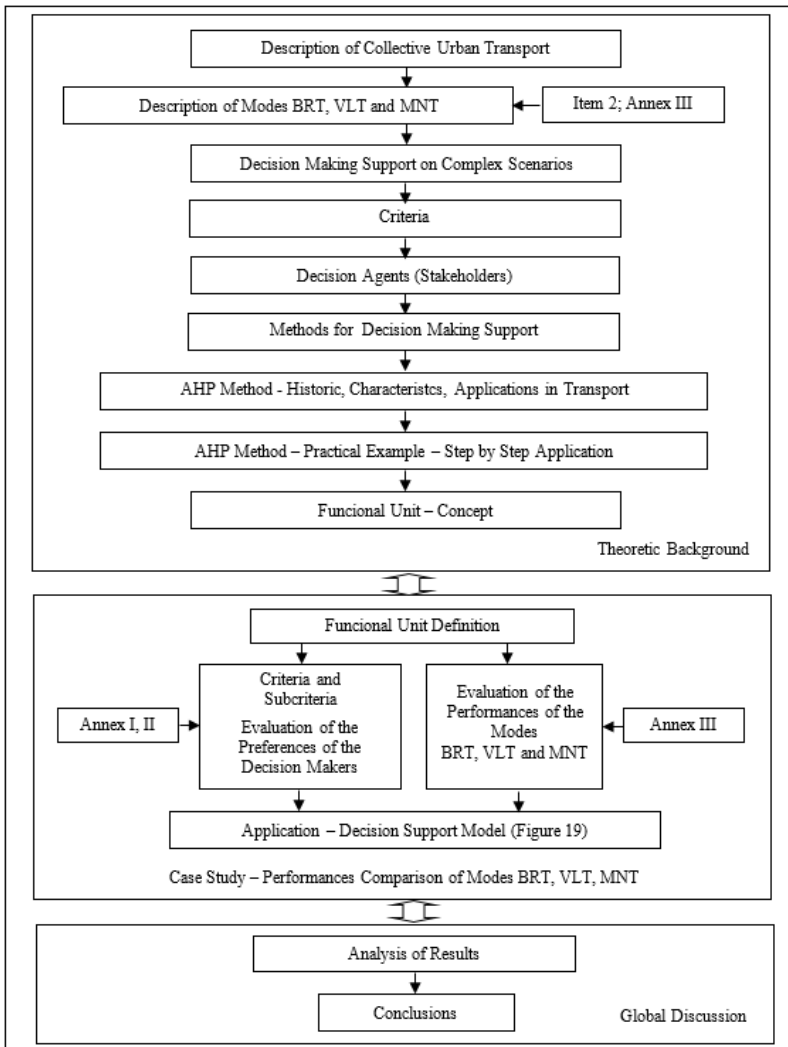 Description of Collective Urban Transport
Description of Modes BRT, VLT and MNT
Item 2; Annex III
Decision Making Support on Complex Scenarios
Criteria
Decision Agents (Stakeholders)
Methods for Decision Making Support
AHP Method - Historic, Characteristcs, Applications in Transport
AHP Method – Practical Example – Step by Step Application
Funcional Unit – Concept
Theoretic Background
Funcional Unit Definition
Annex I, II
Criteria and
Subcriteria
Evaluation of the
Preferences of the
Decision Makers
Evaluation of the
Performances of the
Modes
BRT, VLT and MNT
Annex III
Application – Decision Support Model (Figure 19)
Case Study – Performances Comparison of Modes BRT, VLT, MNT
Analysis of Results
Conclusions
Global Discussion